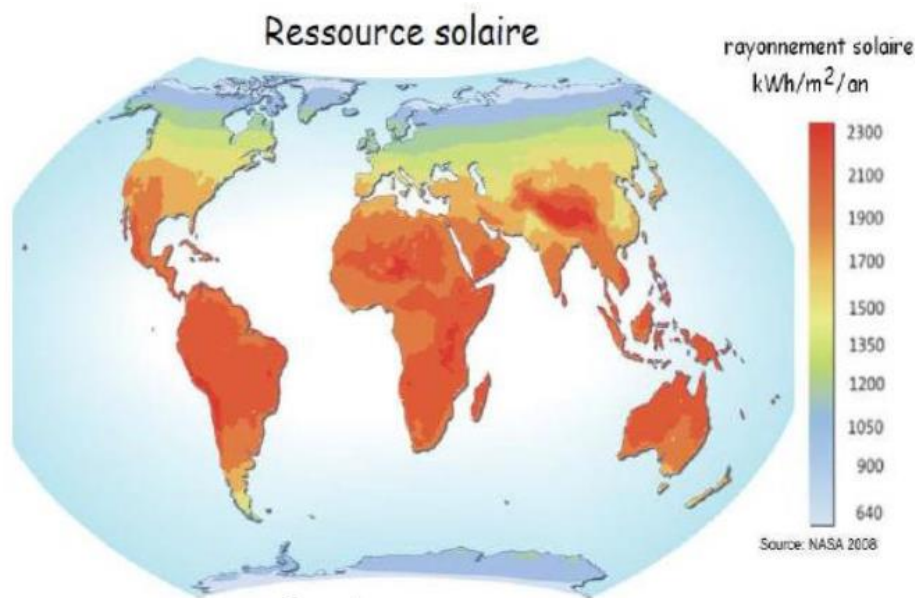 Ressource solaire
rayonnement solaire
kWh/m²/an
2300
2100
1900
1700
1500
1350
1200
1050
900
640
Source: NASA 2008